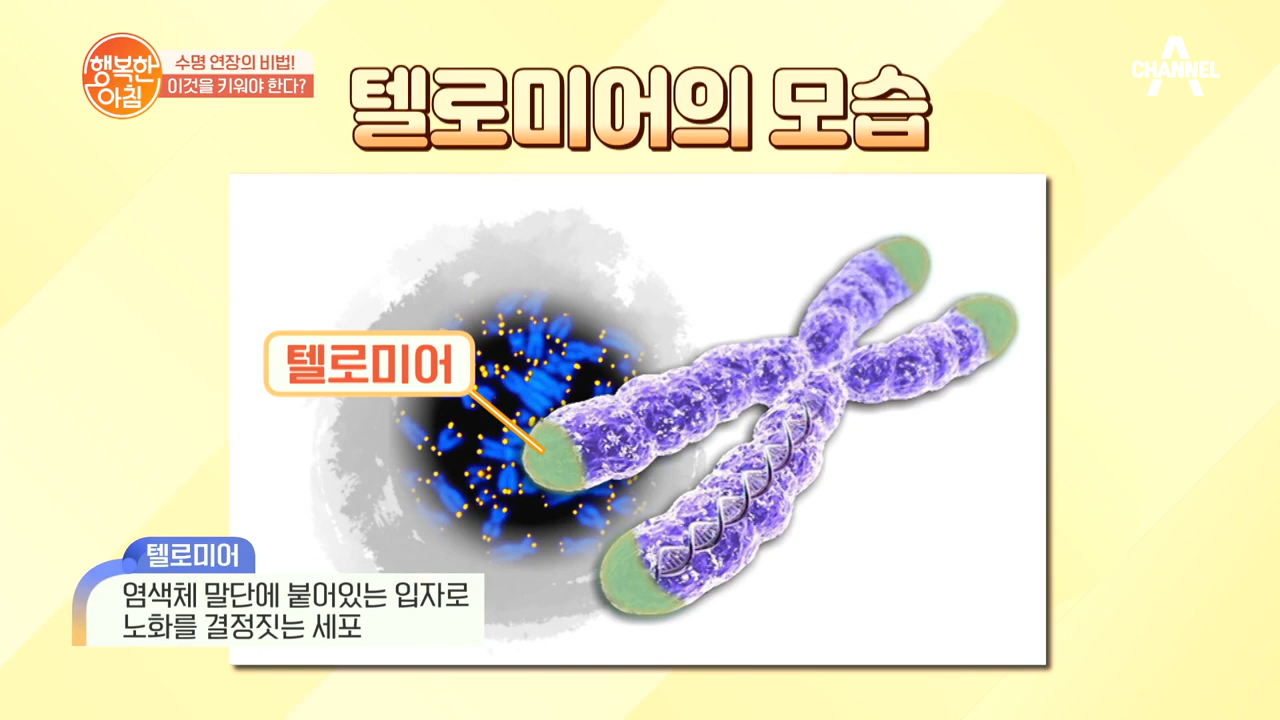 행복한
아침
수명 연장의 비법!
이것을 키워야 한다?
CHANNEL A
텔로미어의 모습
텔로미어
텔로미어
염색체 말단에 붙어있는 입자로
노화를 결정짓는 세포